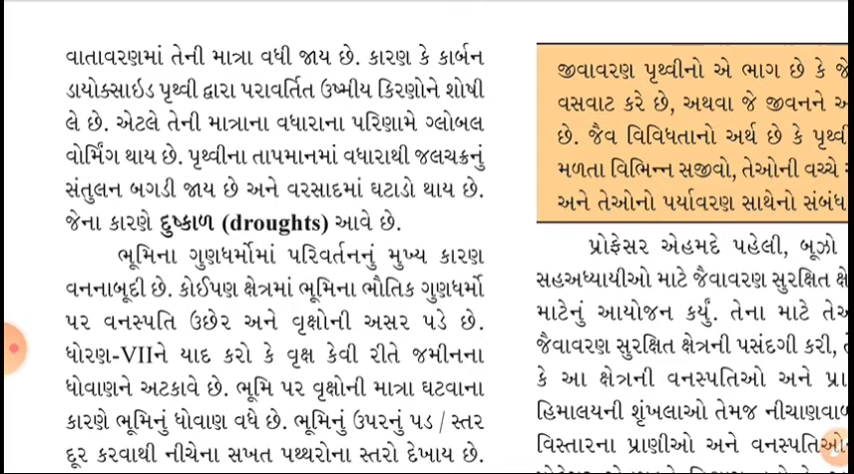 વાતાવરણમાં તેની માત્રા વધી જાય છે. કારણ કે કાર્બન
ડાયોક્સાઇડ પૃથ્વી દ્વારા પરાવર્તિત ઉષ્મીય કિરણોને શોષી
લે છે. એટલે તેની માત્રાના વધારાના પરિણામે ગ્લોબલ
વોર્મિંગ થાય છે. પૃથ્વીના તાપમાનમાં વધારાથી જલચક્રનું
સંતુલન બગડી જાય છે અને વરસાદમાં ઘટાડો થાય છે.
જેના કારણે દુષ્કાળ (droughts) આવે છે.
ભૂમિના ગુણધર્મોમાં પરિવર્તનનું મુખ્ય કારણ
વનનાબૂદી છે. કોઈપણ ક્ષેત્રમાં ભૂમિના ભૌતિક ગુણધર્મો
પર વનસ્પતિ ઉછેર અને વૃક્ષોની અસર પડે છે.
ધોરણ-VIIને યાદ કરો કે વૃક્ષ કેવી રીતે જમીનના
ધોવાણને અટકાવે છે. ભૂમિ પર વૃક્ષોની માત્રા ઘટવાના
કારણે ભૂમિનું ધોવાણ વધે છે. ભૂમિનું ઉપરનું પડ / સ્તર
દૂર કરવાથી નીચેના સખત પથ્થરોના સ્તરો દેખાય છે.
જીવાવરણ પૃથ્વીનો એ ભાગ છે કે જે
વસવાટ કરે છે, અથવા જે જીવનને
છે. જૈવ વિવિધતાનો અર્થ છે કે પૃથ્વી
મળતા વિભિન્ન સજીવો, તેઓની વચ્ચે
અને તેઓનો પર્યાવરણ સાથેનો સંબંધ
પ્રોફેસર એહમદે પહેલી, બૂઝો
સહઅધ્યાયીઓ માટે જૈવાવરણ સુરક્ષિત ક્ષે
માટેનું આયોજન કર્યું. તેના માટે તેઅ
જૈવાવરણ સુરક્ષિત ક્ષેત્રની પસંદગી કરી,
કે આ ક્ષેત્રની વનસ્પતિઓ અને પ્રા
હિમાલયની શૃંખલાઓ તેમજ નીચાણવાળ
વિસ્તારના પ્રાણીઓ અને વનસ્પતિઓ